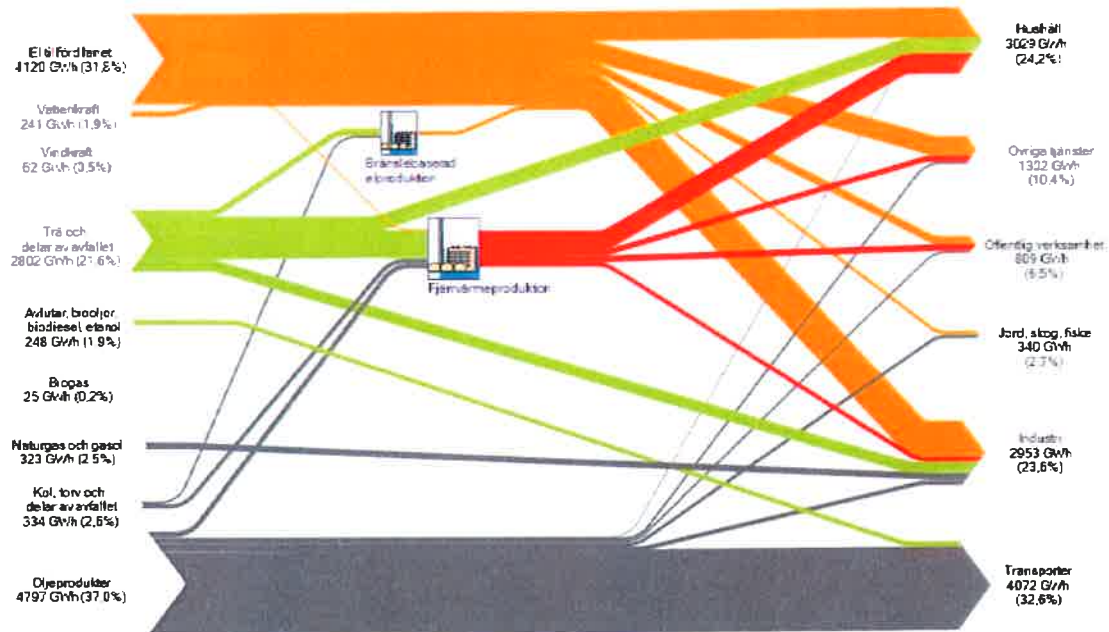 El till fördlanet
4120 GWh (31,8%)
Vattenkraft
241 GWh (1,9%)
Vindkraft
62 GWh (0,5%)
Trä och
delar av avfallet
2802 GWh (21,6%)
Avlutar, biooljor,
biodiesel, etanol
248 GWh (1,9%)
Biogas
25 GWh (0,2%)
Naturgas och gasol
323 GWh (2,5%)
Kol, torv och
delar av avfallet
334 GWh (2,6%)
Oljeprodukter
4797 GWh (37,0%)
Bränslebaserad
elproduktion
Fjärrvärmeproduktion
Hushåll
3029 GWh
(24,2%)
Övriga tjänster
1302 GWh
(10,4%)
Offentlig verksamhet
809 GWh
(6,5%)
Jord, skog, fiske
340 GWh
(2,7%)
Industri
2953 GWh
(23,6%)
Transporter
4072 GWh
(32,6%)